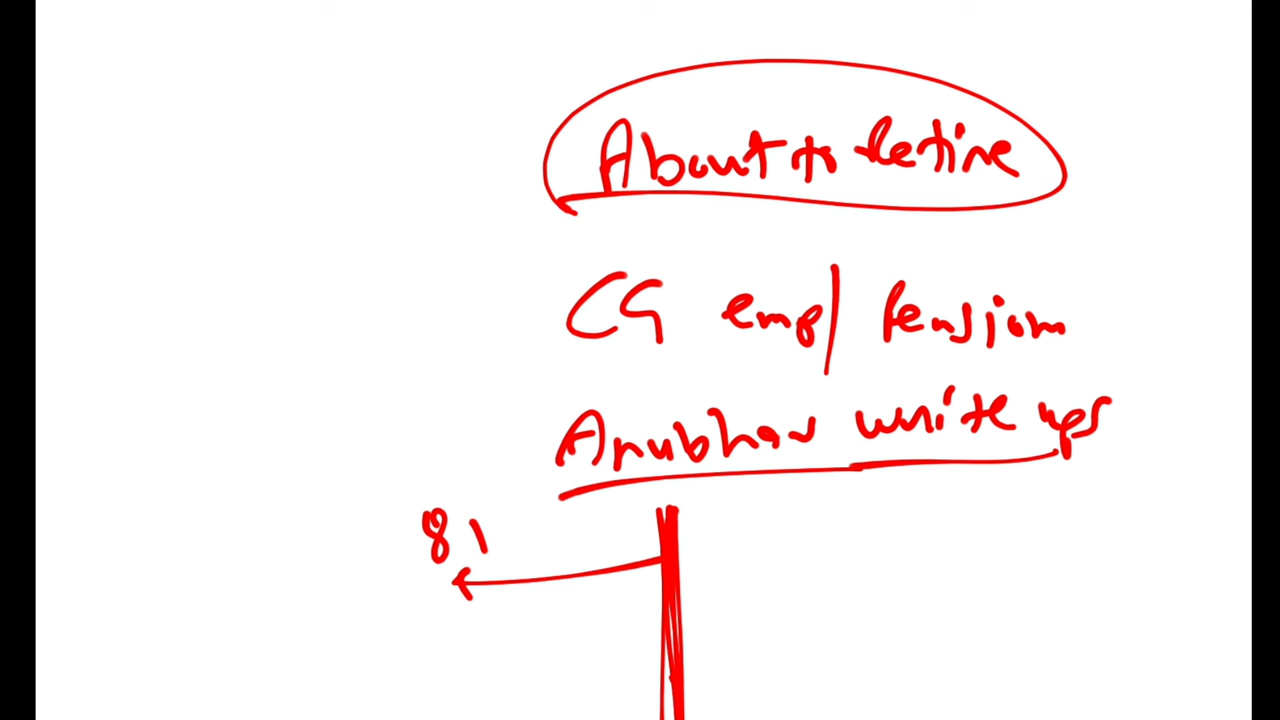 About to Retire
CG emp/ Pension
Anubhav write ups
81